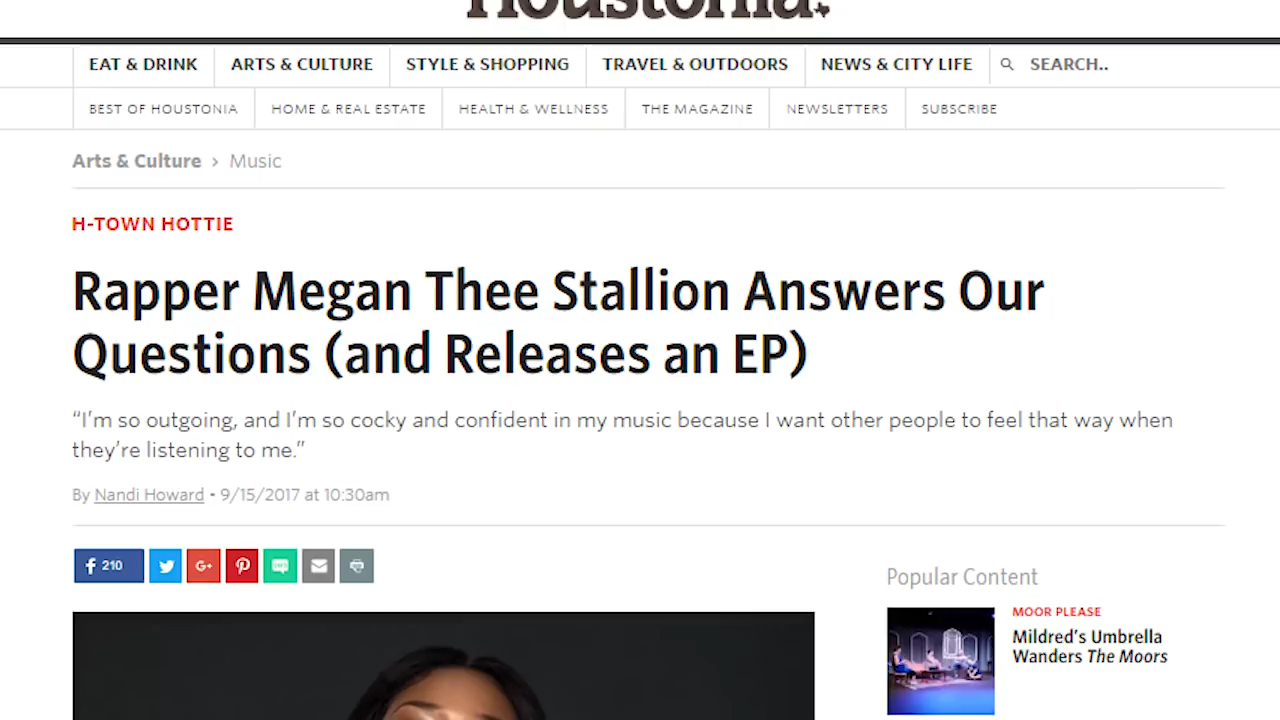 Houstonia.
EAT & DRINK ARTS & CULTURE STYLE & SHOPPING TRAVEL & OUTDOORS NEWS & CITY LIFE SEARCH..
BEST OF HOUSTONIA HOME & REAL ESTATE HEALTH & WELLNESS THE MAGAZINE NEWSLETTERS SUBSCRIBE
Arts & Culture › Music
H-TOWN HOTTIE
Rapper Megan Thee Stallion Answers Our
Questions (and Releases an EP)
“I’m so outgoing, and I’m so cocky and confident in my music because I want other people to feel that way when
they’re listening to me.”
By Nandi Howard • 9/15/2017 at 10:30am
f 210 G+
Popular Content
MOOR PLEASE
Mildred’s Umbrella
Wanders The Moors